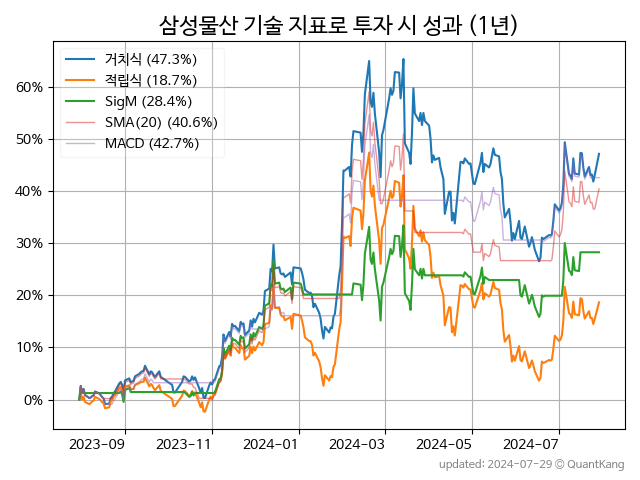 삼성물산 기술 지표로 투자 시 성과 (1년)
거치식 (47.3%)
적립식 (18.7%)
SigM (28.4%)
SMA(20) (40.6%)
MACD (42.7%)
60%
50%
40%
30%
20%
10%
0%
2023-09 2023-11 2024-01 2024-03 2024-05 2024-07
updated: 2024-07-29 © QuantKang